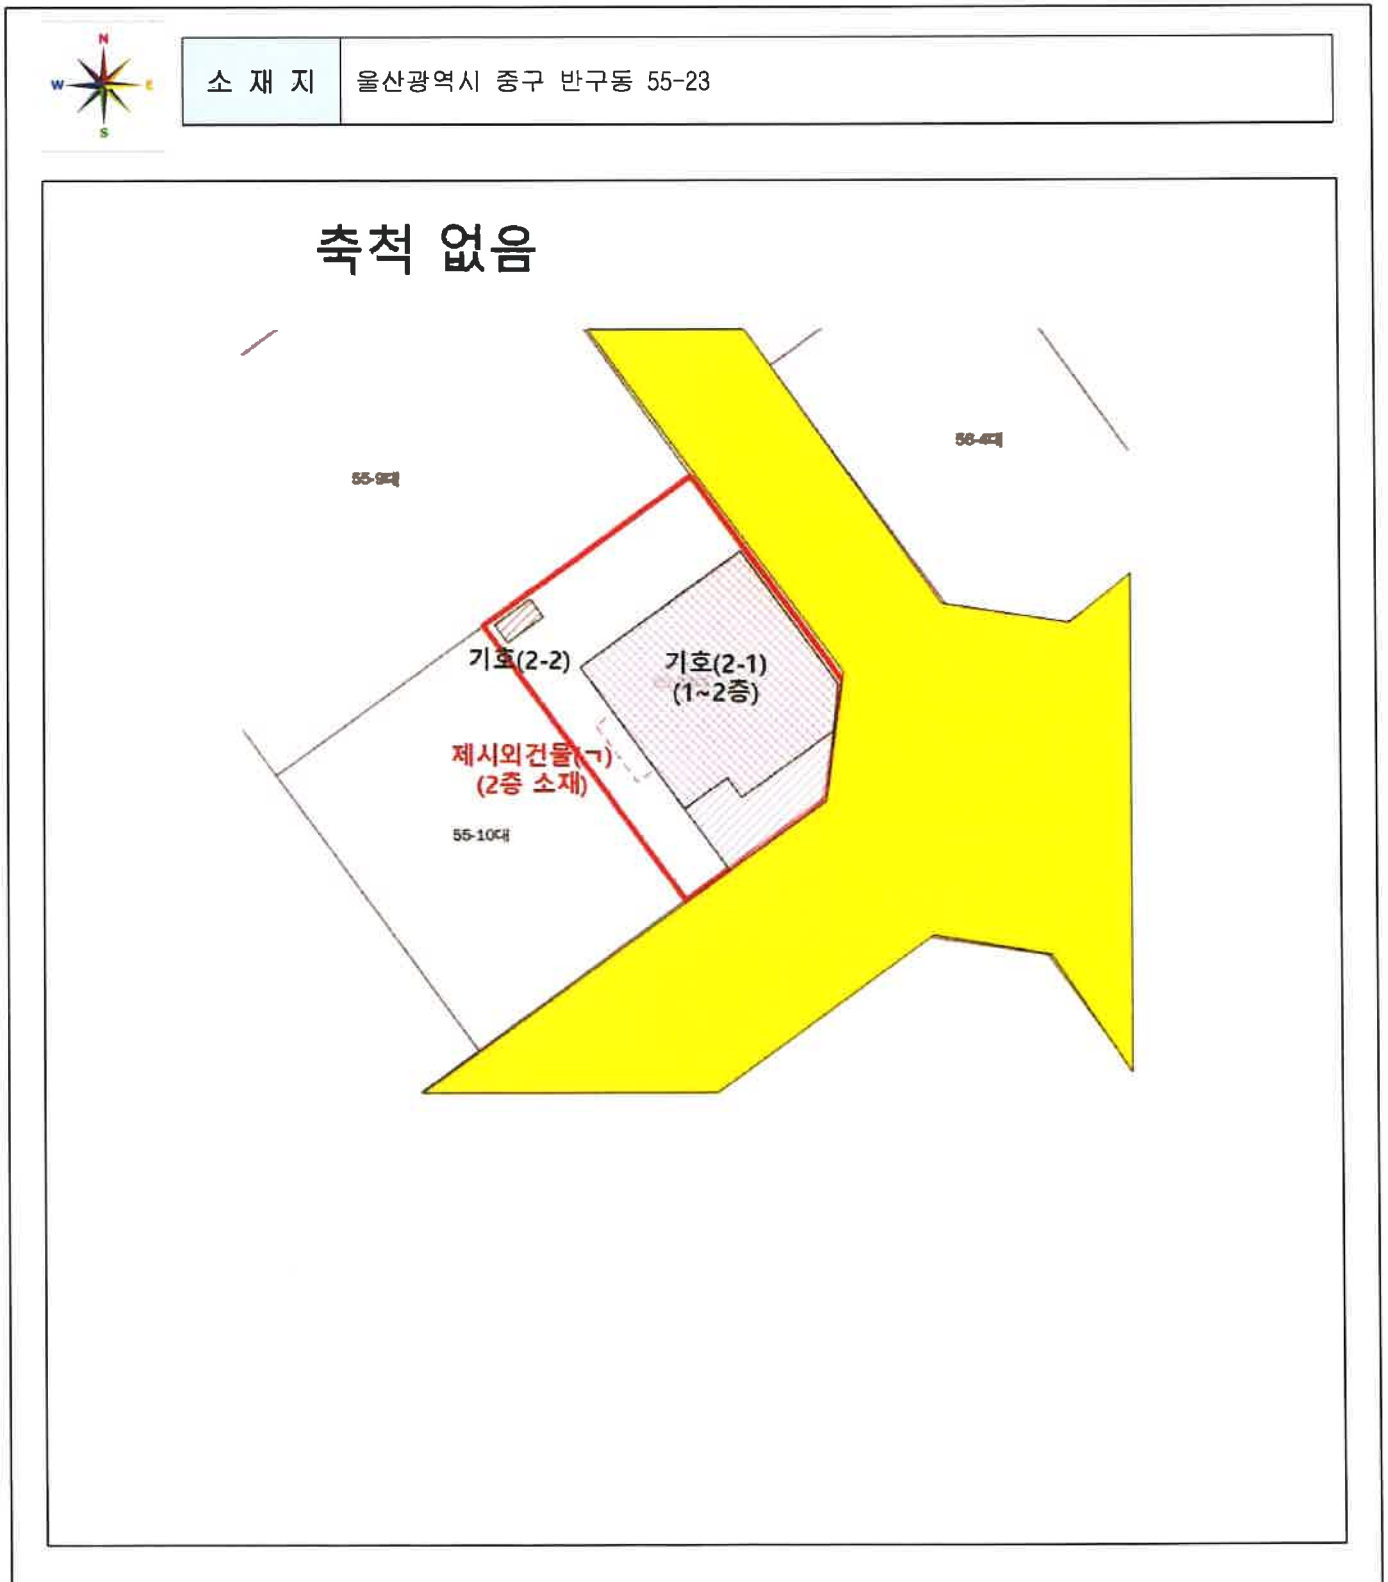 N
W E
S
소 재 지 울산광역시 중구 반구동 55-23
축척 없음
56-4대
55-9대
기호(2-2)
기호(2-1)
(1~2층)
제시외건물(ㄱ)
(2층 소재)
55-10대